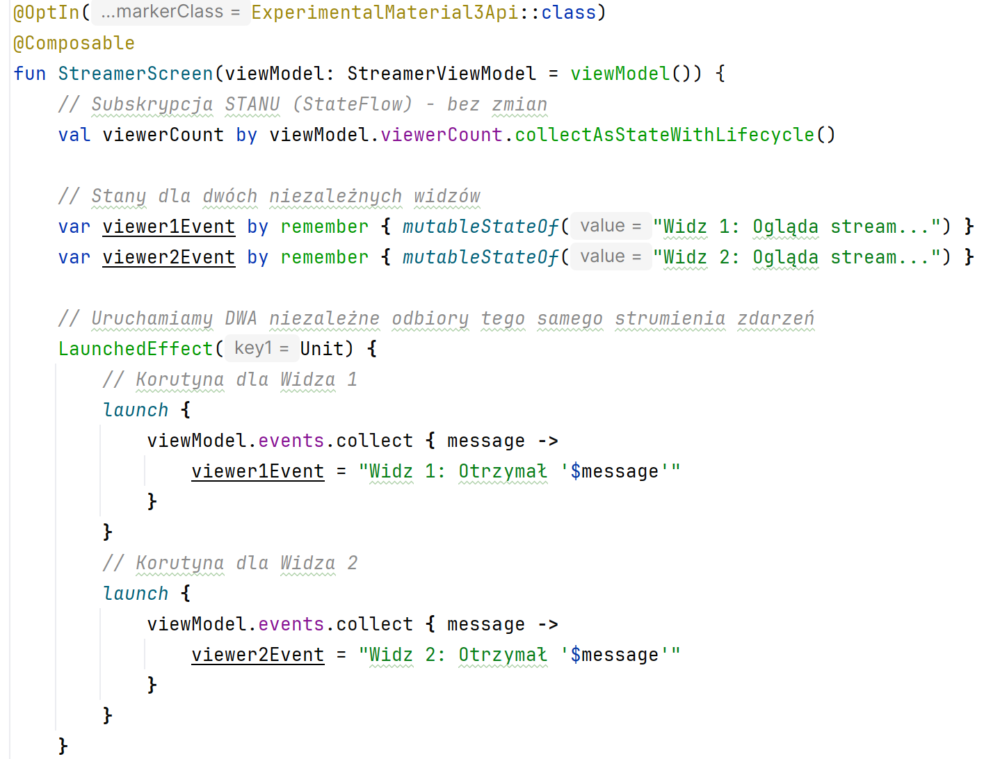 @OptIn( ...markerClass = ExperimentalMaterial3Api::class)
@Composable
fun StreamerScreen(viewModel: StreamerViewModel = viewModel()) {
    // Subskrypcja STANU (StateFlow) - bez zmian
    val viewerCount by viewModel.viewerCount.collectAsStateWithLifecycle()

    // Stany dla dwóch niezależnych widzów
    var viewer1Event by remember { mutableStateOf( value = "Widz 1: Ogląda stream...") }
    var viewer2Event by remember { mutableStateOf( value = "Widz 2: Ogląda stream...") }

    // Uruchamiamy DWA niezależne odbiory tego samego strumienia zdarzeń
    LaunchedEffect( key1 = Unit) {
        // Korutyna dla Widza 1
        launch {
            viewModel.events.collect { message ->
                viewer1Event = "Widz 1: Otrzymał '$message'"
            }
        }
        // Korutyna dla Widza 2
        launch {
            viewModel.events.collect { message ->
                viewer2Event = "Widz 2: Otrzymał '$message'"
            }
        }
    }